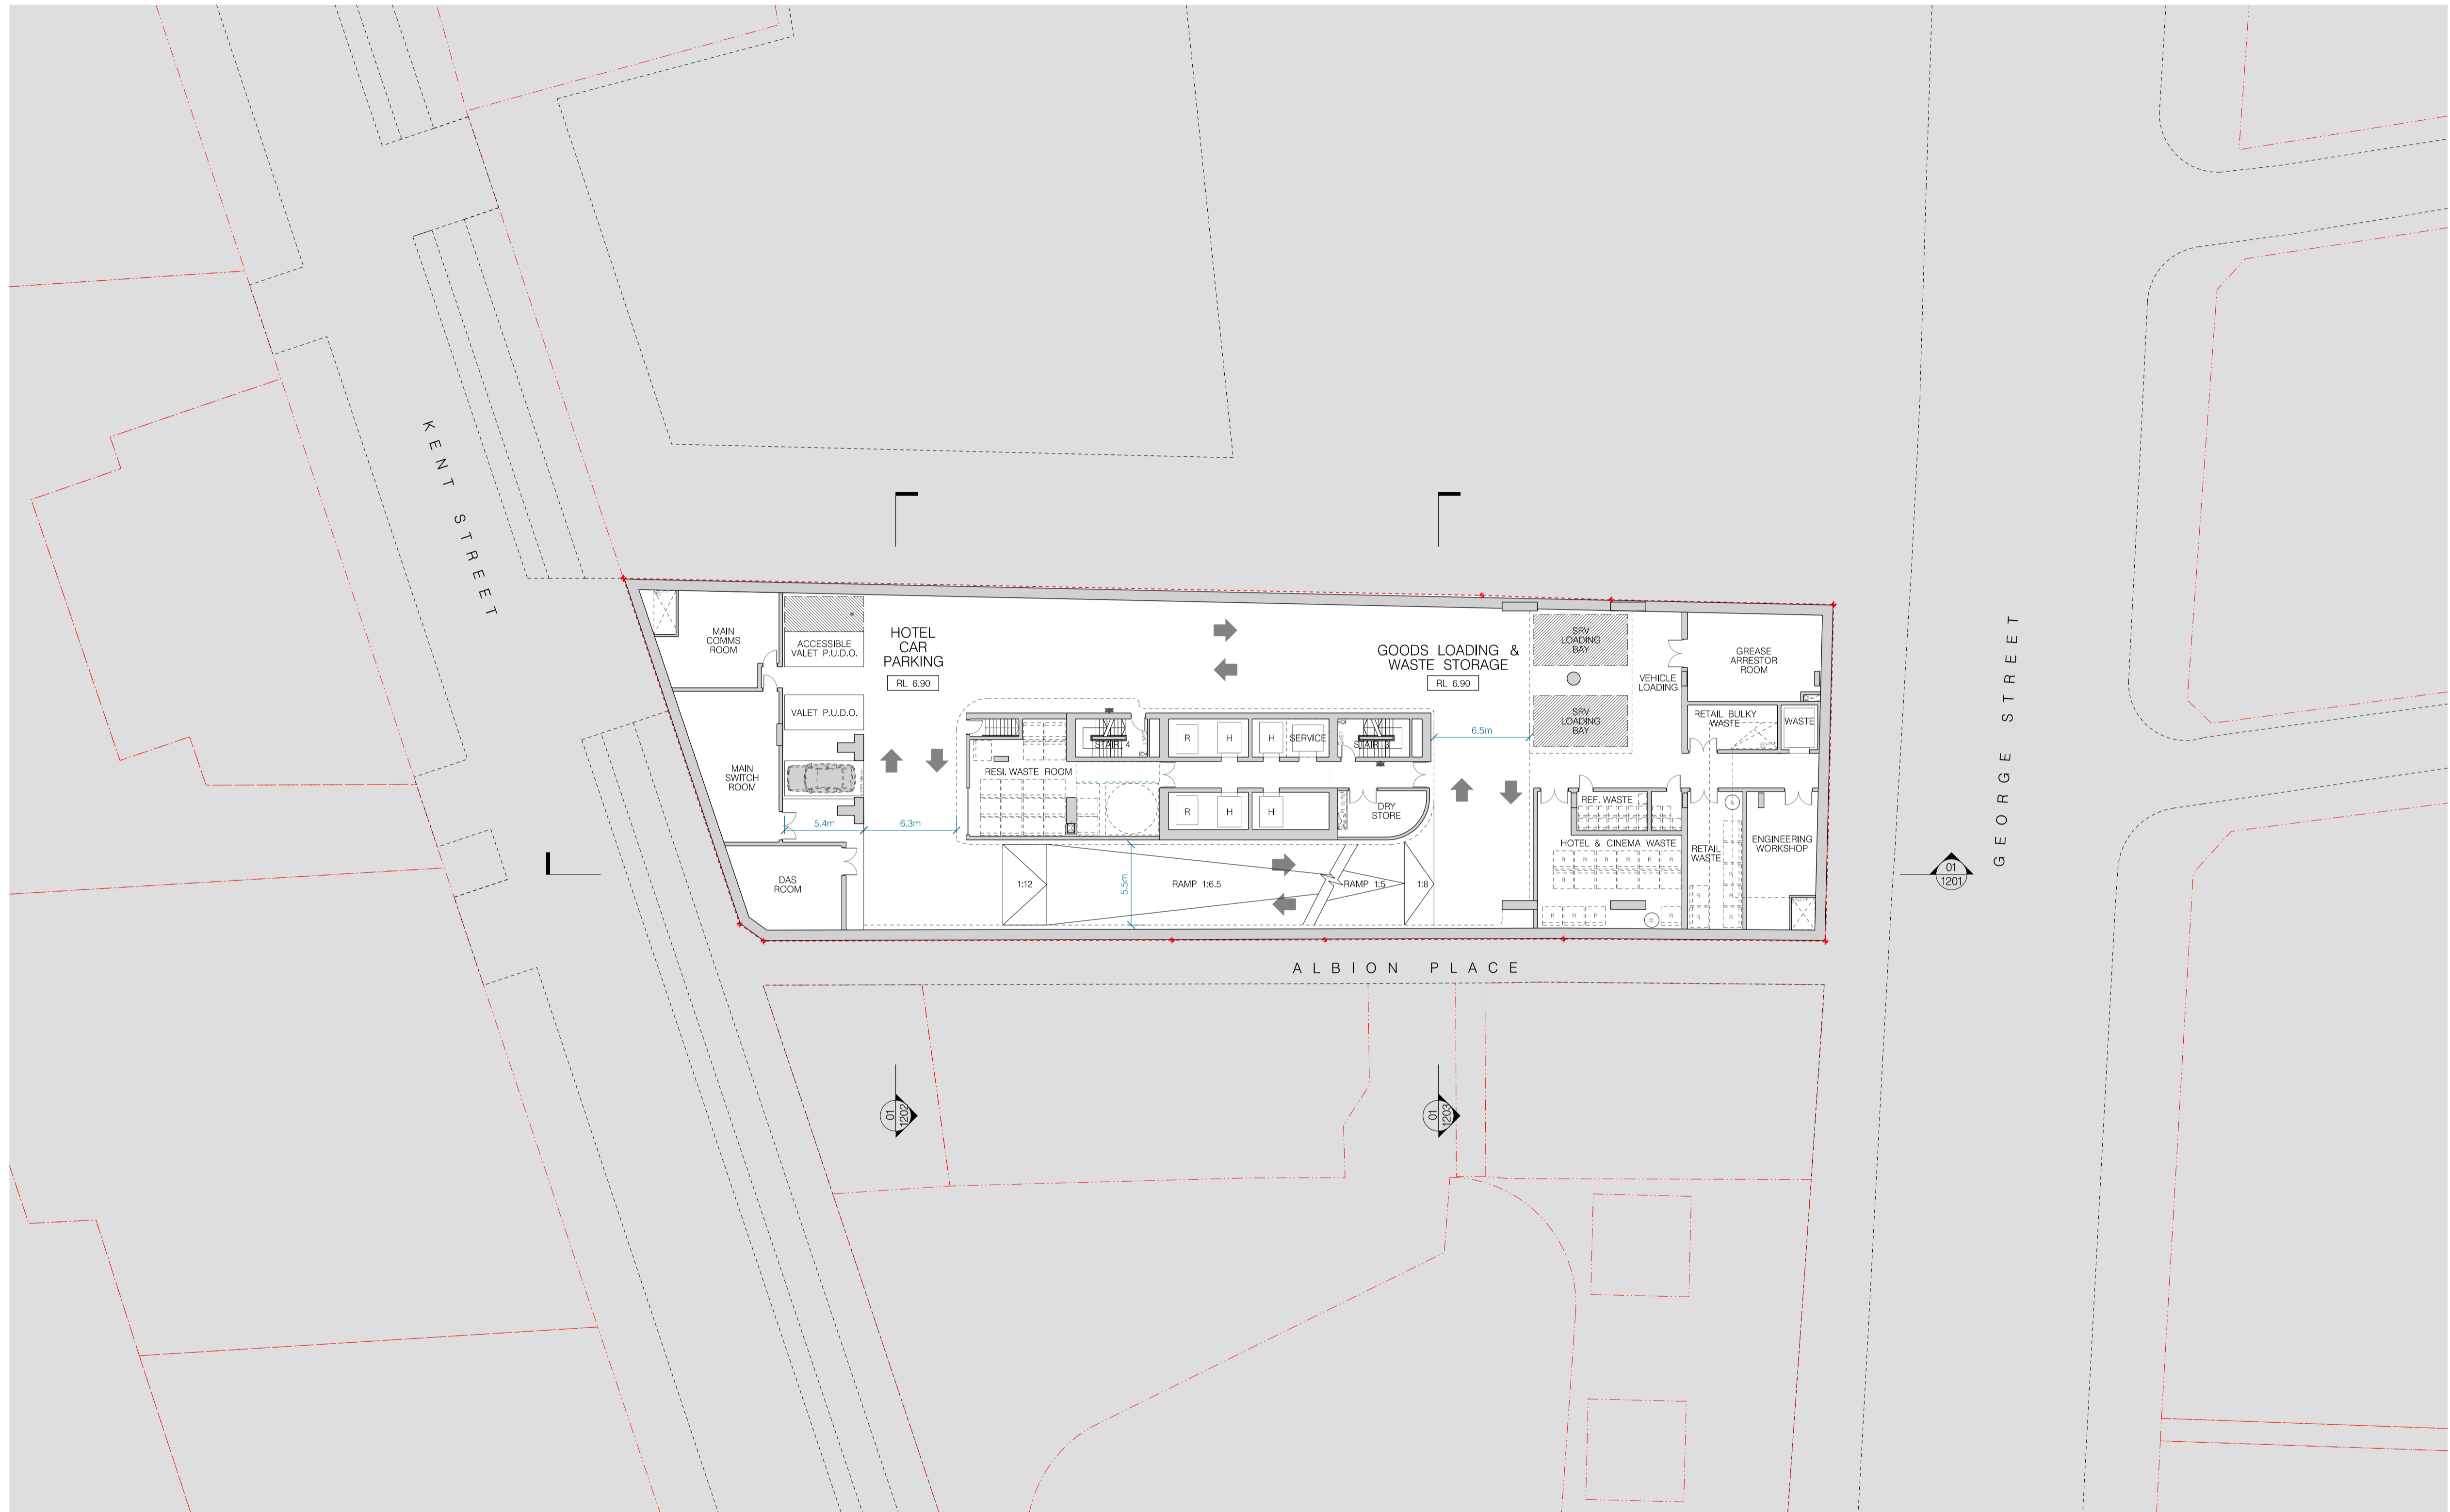 KENT STREET
MAIN
COMMS
ROOM
ACCESSIBLE
VALET P.U.D.O.
HOTEL
CAR
PARKING
RL 6.90
GOODS LOADING &
WASTE STORAGE
RL 6.90
SRV
LOADING
BAY
VEHICLE
LOADING
GREASE
ARRESTOR
ROOM
VALET P.U.D.O.
SRV
LOADING
BAY
RETAIL BULKY
WASTE
WASTE
STAIR 4
R
H
H
SERVICE
STAIR 3
6.5m
MAIN
SWITCH
ROOM
RESI. WASTE ROOM
R
H
H
DRY
STORE
REF. WASTE
5.4m
6.3m
HOTEL & CINEMA WASTE
R R R R R R
R R R R
RETAIL
WASTE
R R
R R
ENGINEERING
WORKSHOP
DAS
ROOM
1:12
5.5m
RAMP 1:6.5
RAMP 1:5
1:8
GEORGE STREET
01
1201
ALBION PLACE
01
1202
01
1203